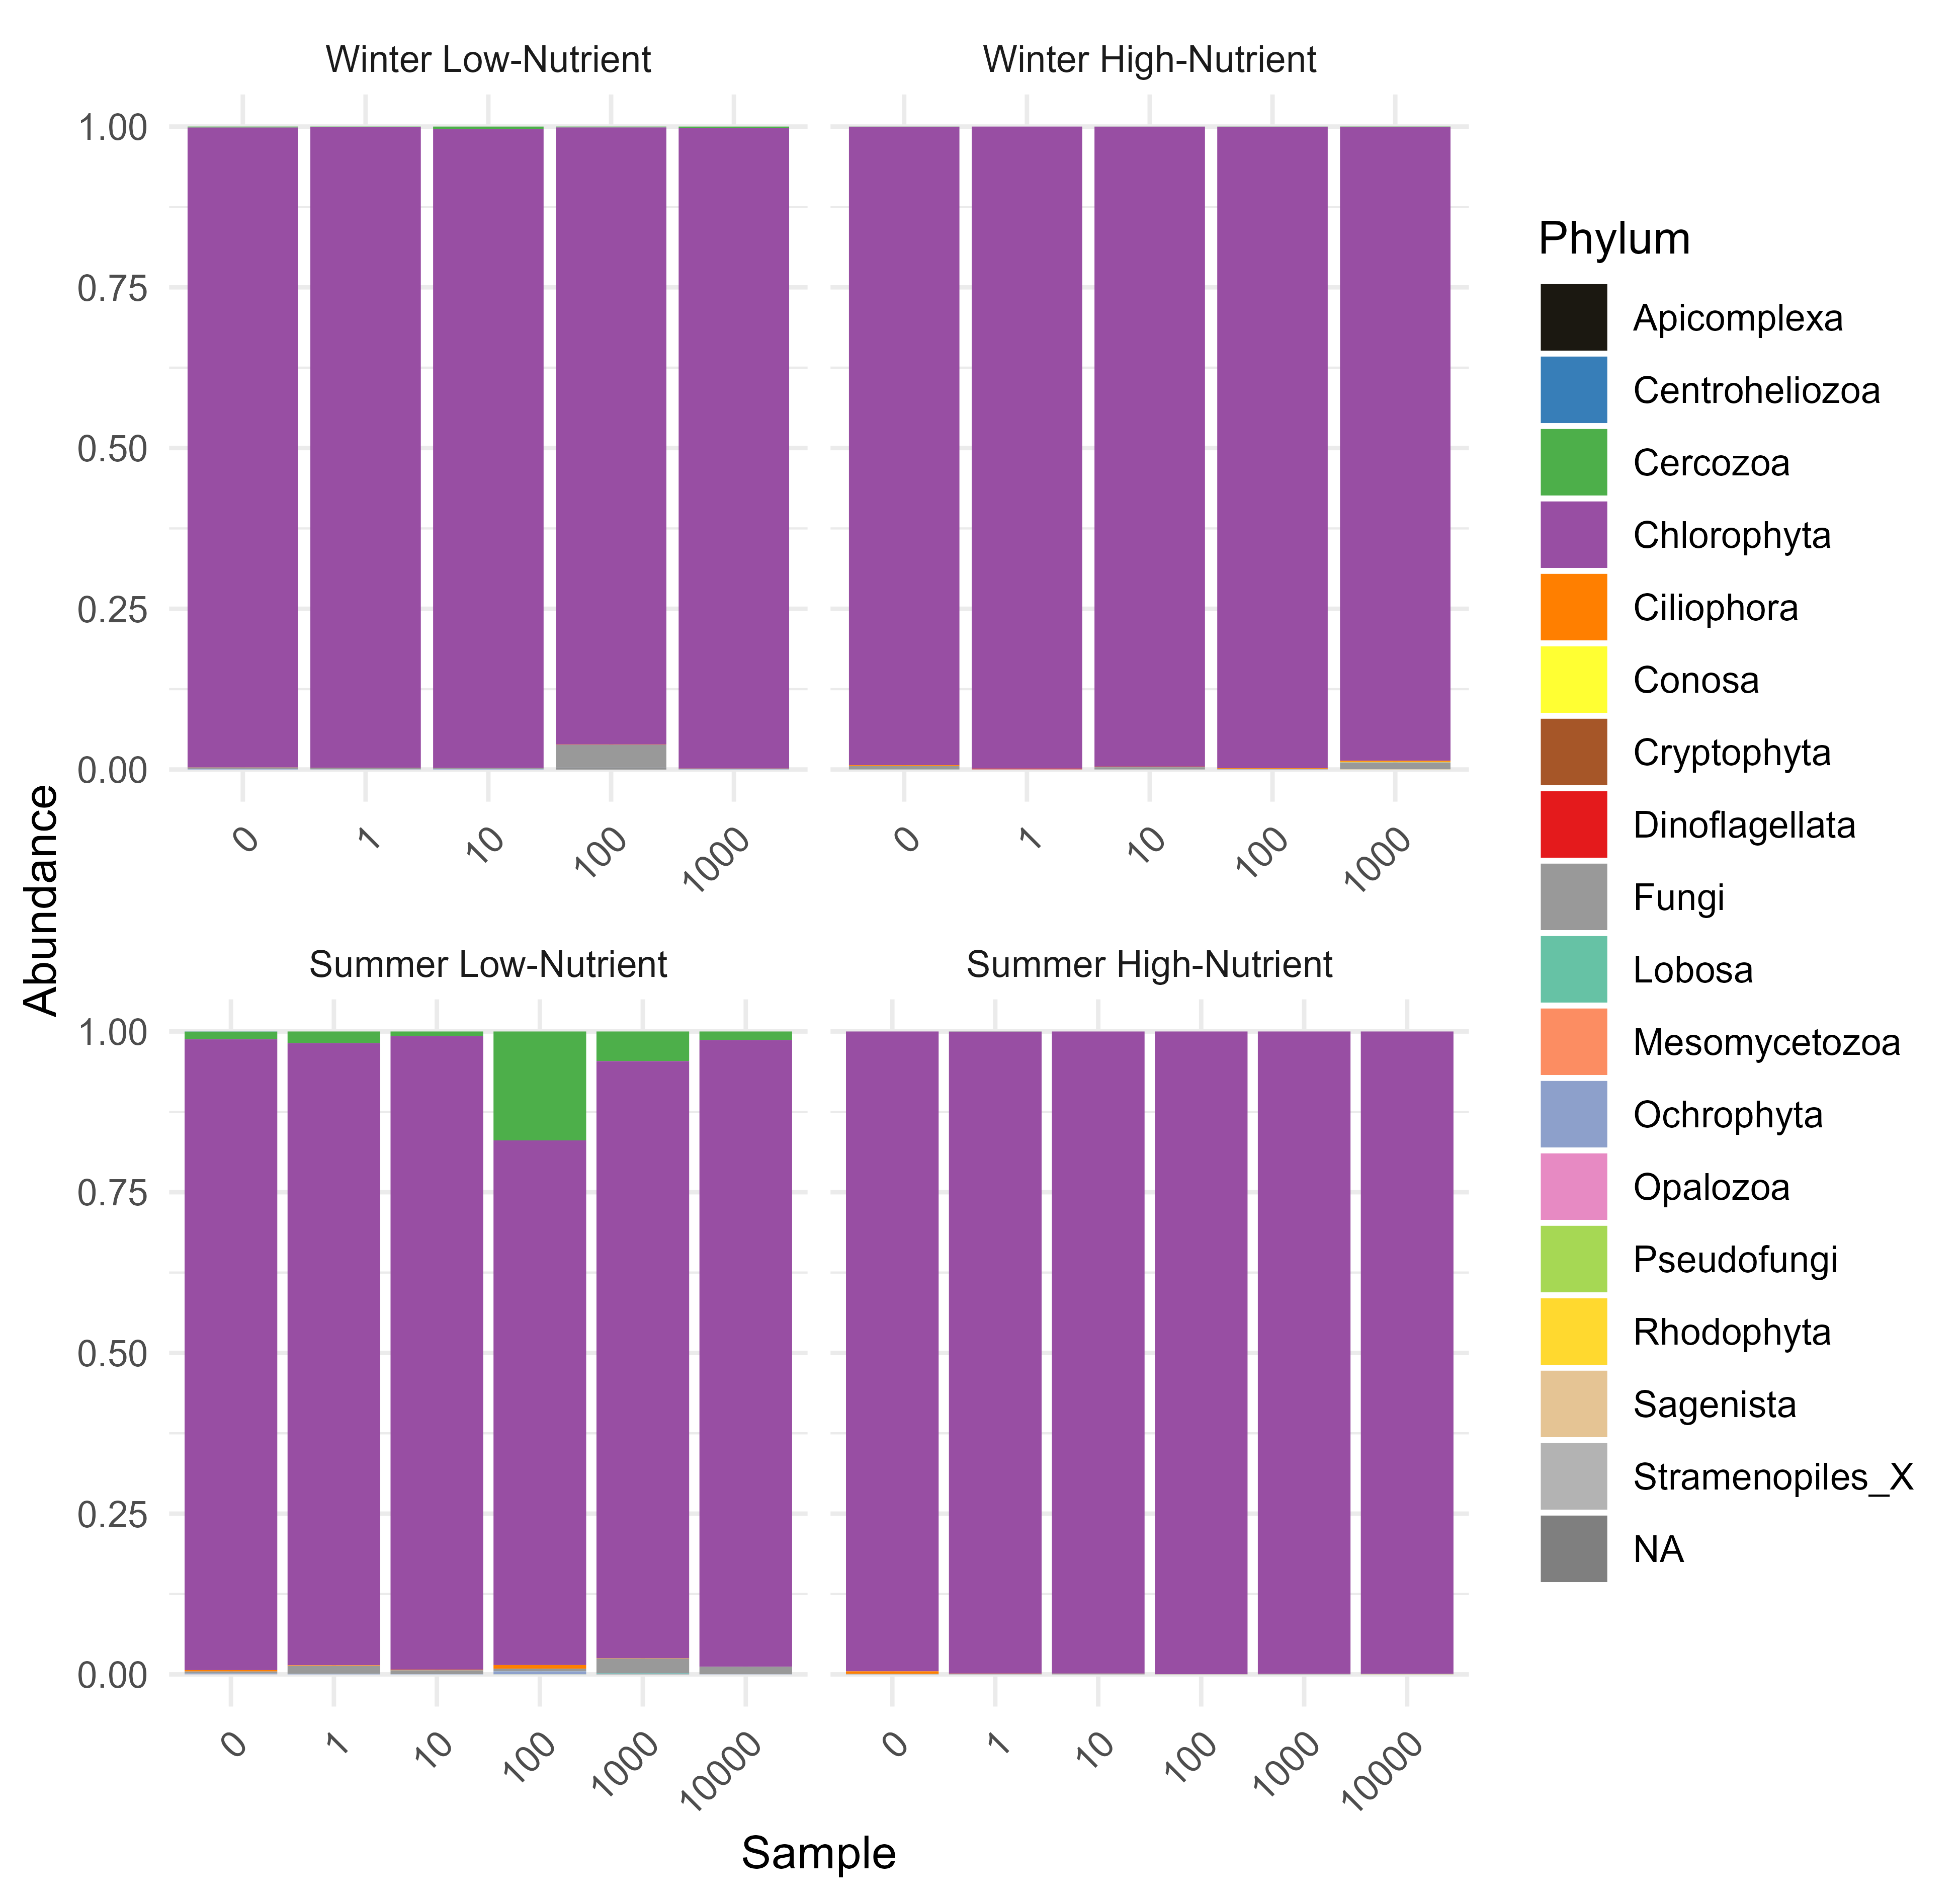 Winter Low-Nutrient
Winter High-Nutrient
1.00
0.75
0.50
0.25
0.00
0
1
10
100
1000
0
1
10
100
1000
Abundance
Summer Low-Nutrient
Summer High-Nutrient
1.00
0.75
0.50
0.25
0.00
0
1
10
100
1000
10000
0
1
10
100
1000
10000
Sample
Phylum
Apicomplexa
Centroheliozoa
Cercozoa
Chlorophyta
Ciliophora
Conosa
Cryptophyta
Dinoflagellata
Fungi
Lobosa
Mesomycetozoa
Ochrophyta
Opalozoa
Pseudofungi
Rhodophyta
Sagenista
Stramenopiles_X
NA